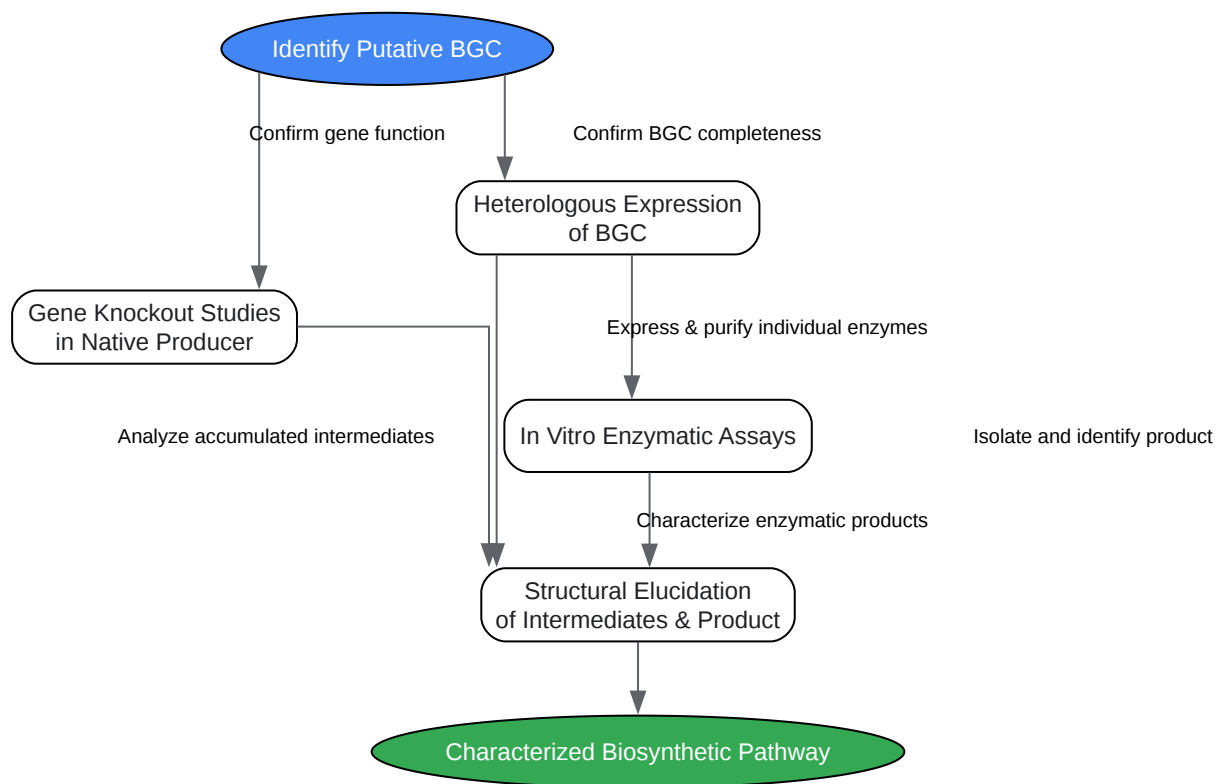 Identify Putative BGC
Confirm gene function
Confirm BGC completeness
Heterologous Expression
of BGC
Gene Knockout Studies
in Native Producer
Express & purify individual enzymes
Analyze accumulated intermediates
In Vitro Enzymatic Assays
Isolate and identify product
Characterize enzymatic products
Structural Elucidation
of Intermediates & Product
Characterized Biosynthetic Pathway